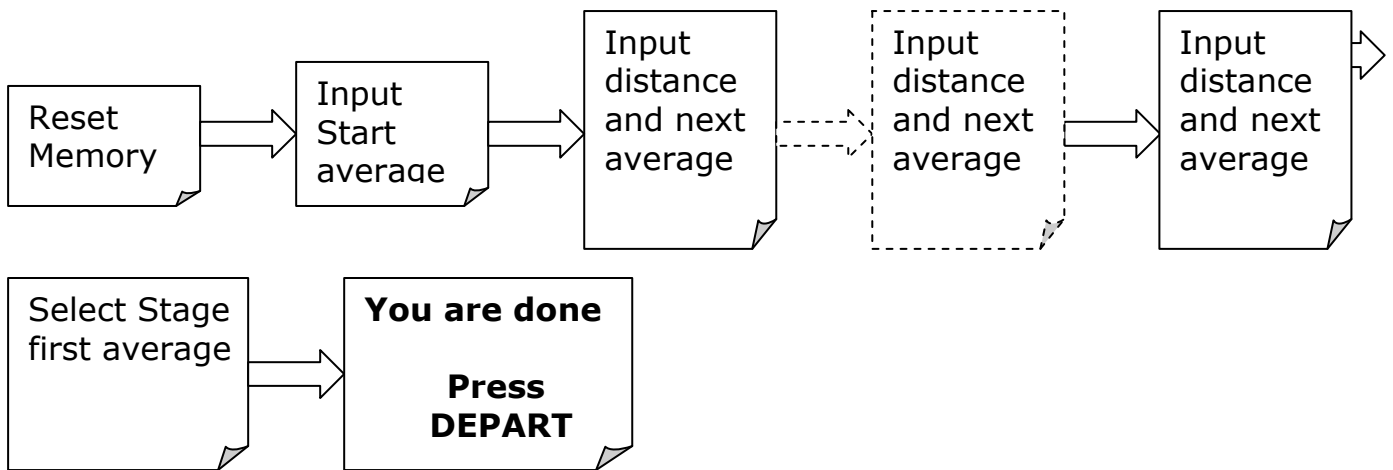 Reset
Memory
Input
Start
average
Input
distance
and next
average
Input
distance
and next
average
Input
distance
and next
average
Select Stage
first average
You are done
Press
DEPART